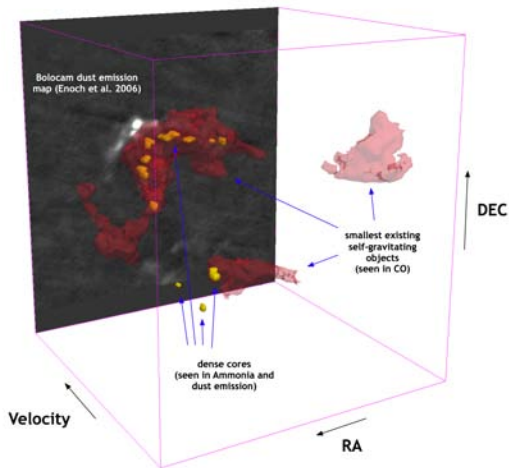 Bolocam dust emission
map (Enoch et al. 2006)
DEC
smallest existing
self-gravitating
objects
(seen in CO)
dense cores
(seen in Ammonia and
dust emission)
Velocity
RA